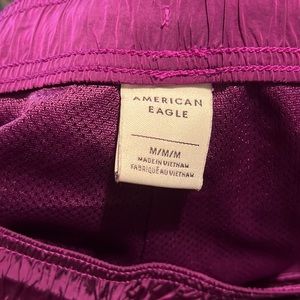 AMERICAN
EAGLE
M/M/M
MADE IN VIETNAM
FABRIQUÉ AU VIETNAM